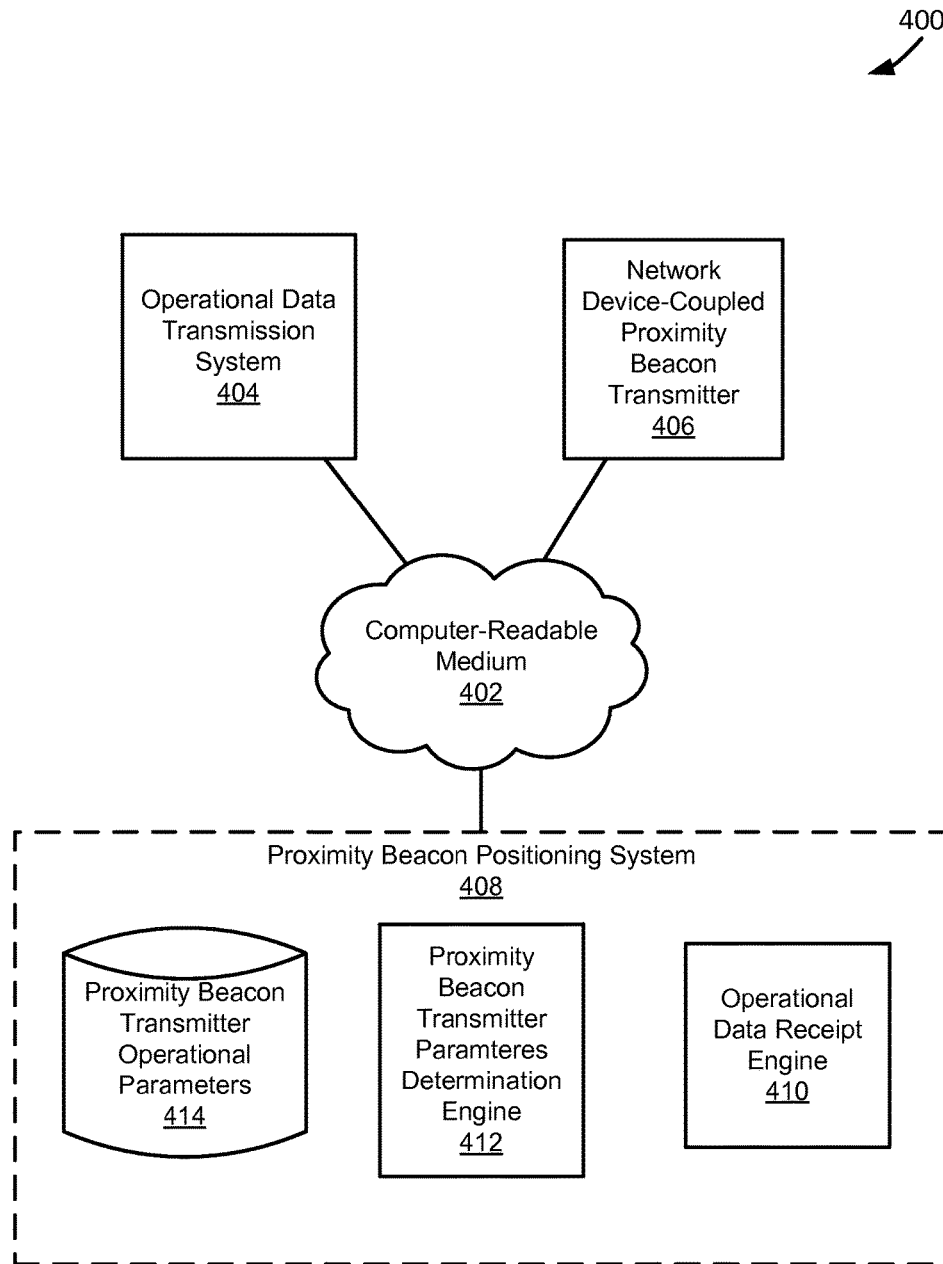 400
Operational Data
Transmission
System
404
Network
Device-Coupled
Proximity
Beacon
Transmitter
406
Computer-Readable
Medium
402
Proximity Beacon Positioning System
408
Proximity Beacon
Transmitter
Operational
Parameters
414
Proximity
Beacon
Transmitter
Paramteres
Determination
Engine
412
Operational
Data Receipt
Engine
410